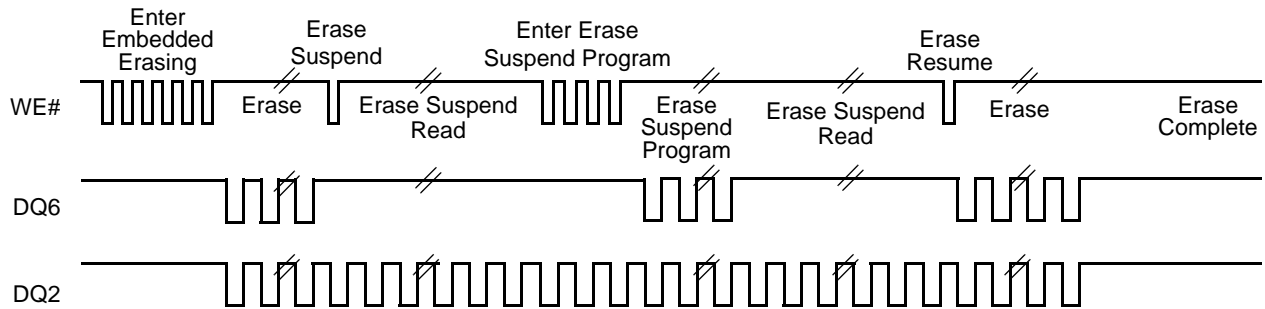 Enter
Embedded
Erasing
Erase
Suspend
Enter Erase
Suspend Program
Erase
Resume
WE#
Erase
Erase Suspend
Read
Erase
Suspend
Program
Erase Suspend
Read
Erase
Erase
Complete
DQ6
DQ2